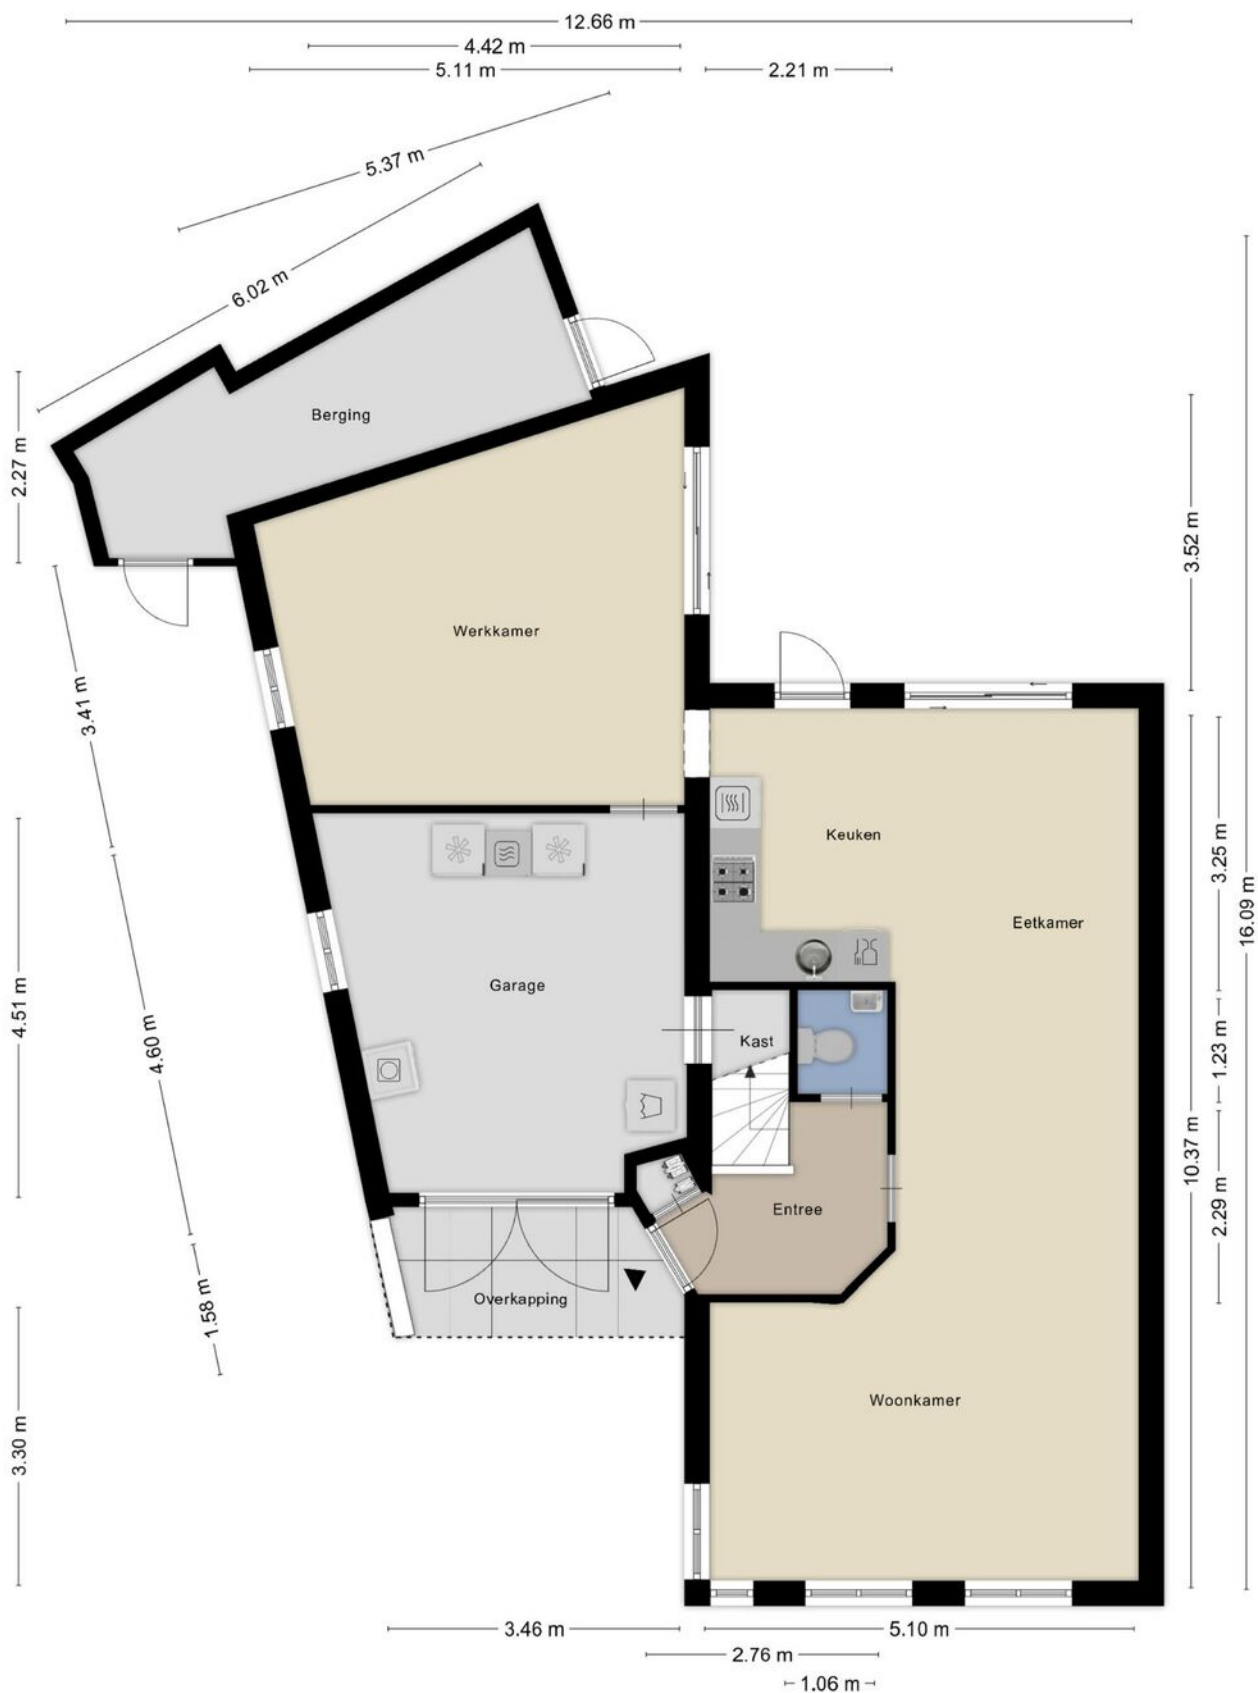 12.66 m
4.42 m
5.11 m
2.21 m
5.37 m
6.02 m
Berging
2.27 m
3.52 m
Werkkamer
3.41 m
Keuken
3.25 m
Eetkamer
16.09 m
Garage
4.51 m
4.60 m
Kast
1.23 m
10.37 m
2.29 m
Entree
Overkapping
1.58 m
Woonkamer
3.30 m
3.46 m
5.10 m
2.76 m
1.06 m